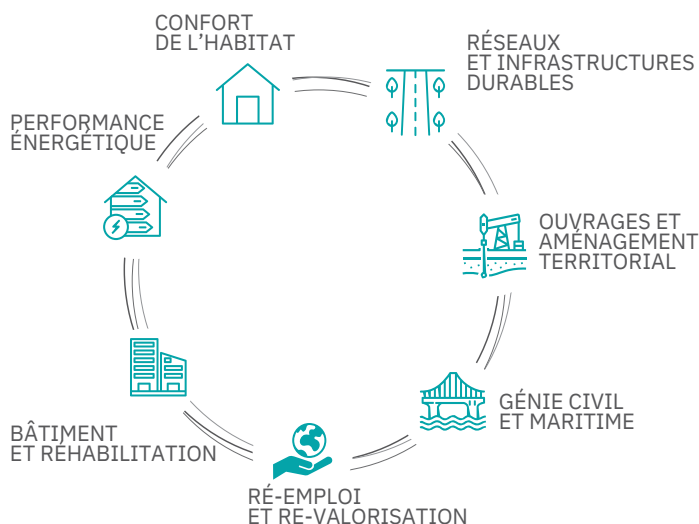 CONFORT
DE L'HABITAT
RÉSEAUX
ET INFRASTRUCTURES
DURABLES
PERFORMANCE
ÉNERGÉTIQUE
OUVRAGES ET
AMÉNAGEMENT
TERRITORIAL
GÉNIE CIVIL
ET MARITIME
BÂTIMENT
ET RÉHABILITATION
RÉ-EMPLOI
ET RE-VALORISATION